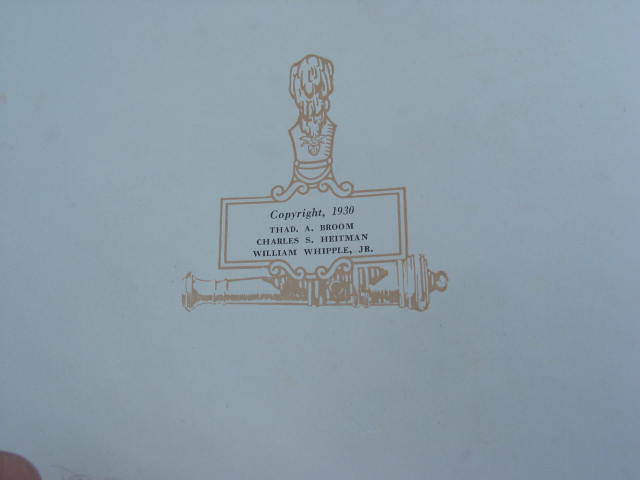 Copyright, 1930
THAD. A. BROOM
CHARLES S. HEITMAN
WILLIAM WHIPPLE, JR.